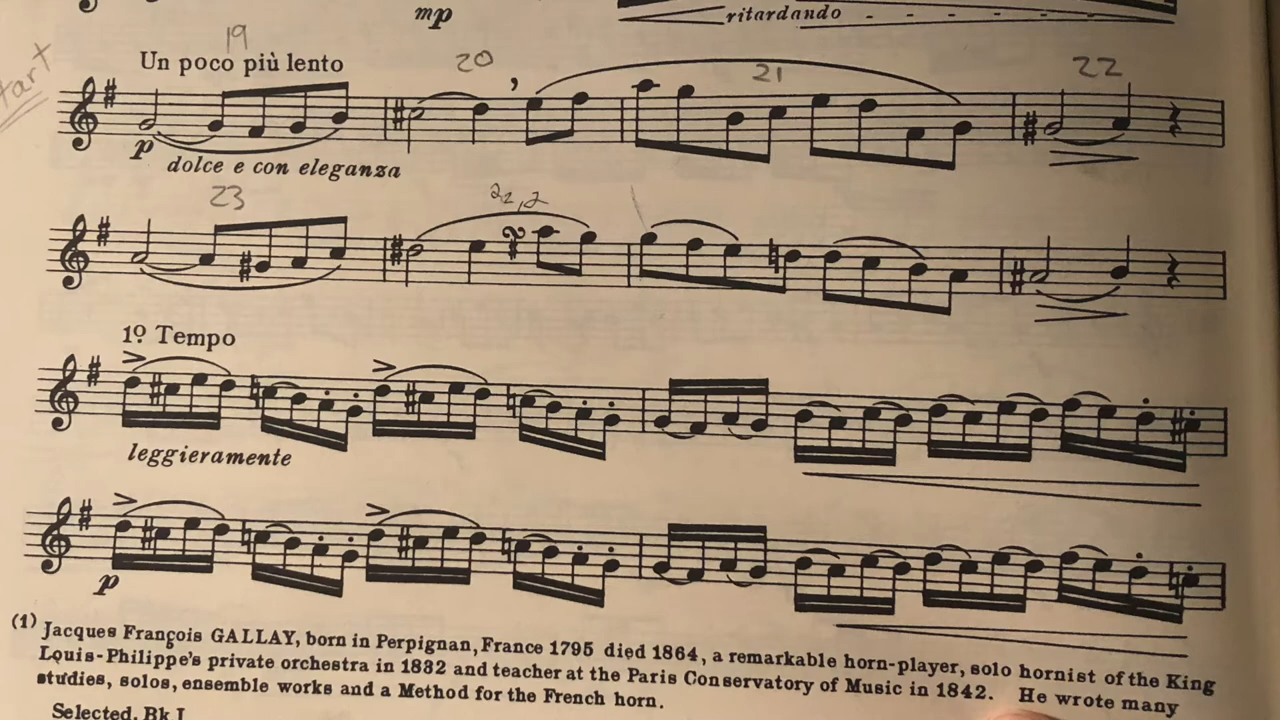 mp
ritardando
19
20
21
22
Un poco più lento
tart
p
dolce e con eleganza
23
1º Tempo
leggieramente
p
(1) Jacques François GALLAY, born in Perpignan, France 1795 died 1864, a remarkable horn-player, solo hornist of the King
Louis-Philippe's private orchestra in 1832 and teacher at the Paris Conservatory of Music in 1842. He wrote many
studies, solos, ensemble works and a Method for the French horn.
Selected, Bk I